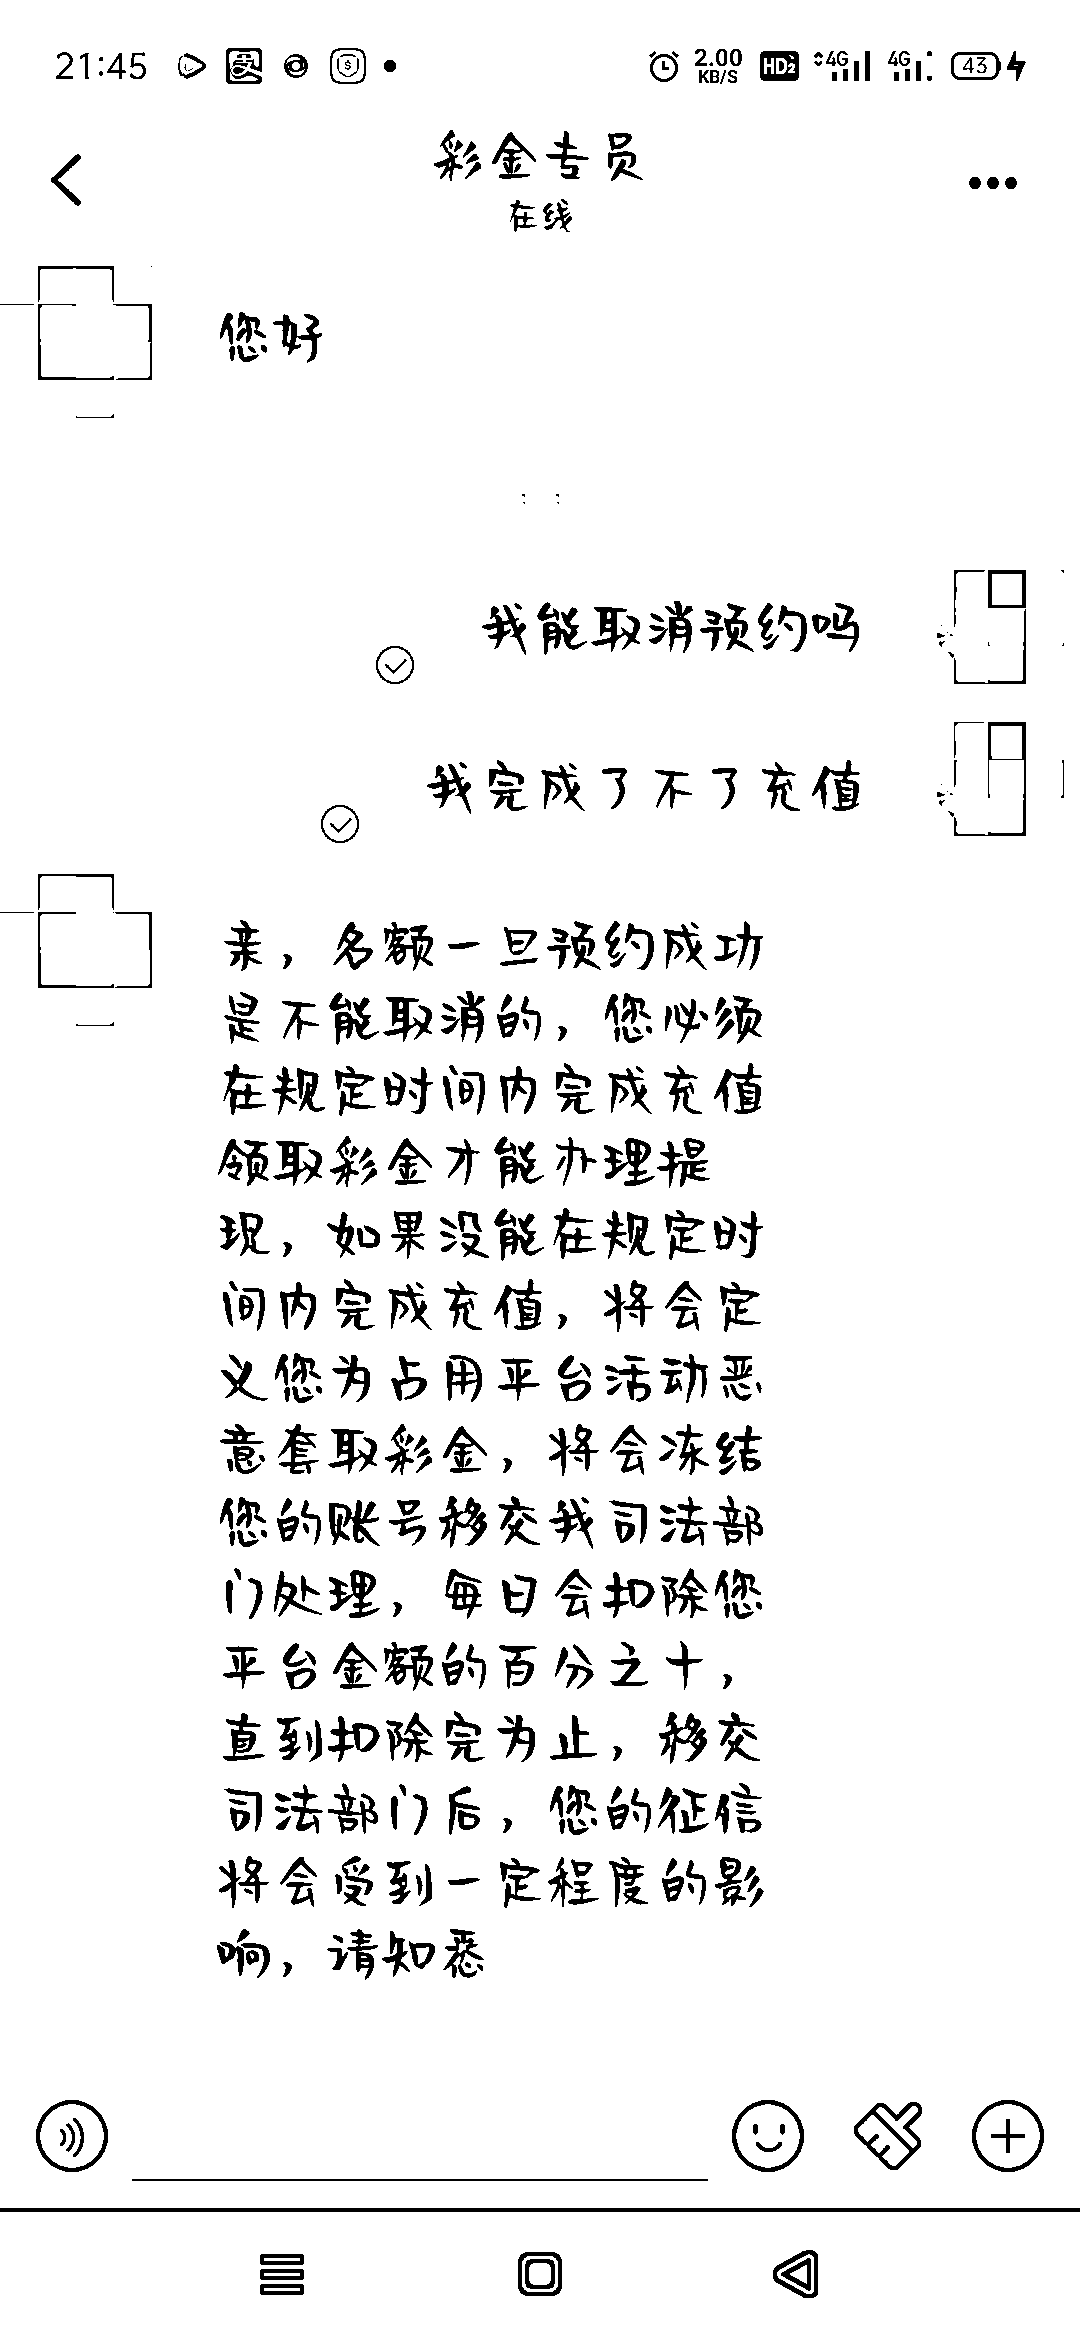 21:45
2.00
KB/S
HD2
4G
4G
43
彩金专员
在线
您好
我能取消预约吗
我完成了不了充值
亲，名额一旦预约成功
是不能取消的，您必须
在规定时间内完成充值
领取彩金才能办理提
现，如果没能在规定时
间内完成充值，将会定
义您为占用平台活动恶
意套取彩金，将会冻结
您的账号移交我司法部
门处理，每日会扣除您
平台金额的百分之十，
直到扣除完为止，移交
司法部门后，您的征信
将会受到一定程度的影
响，请知悉